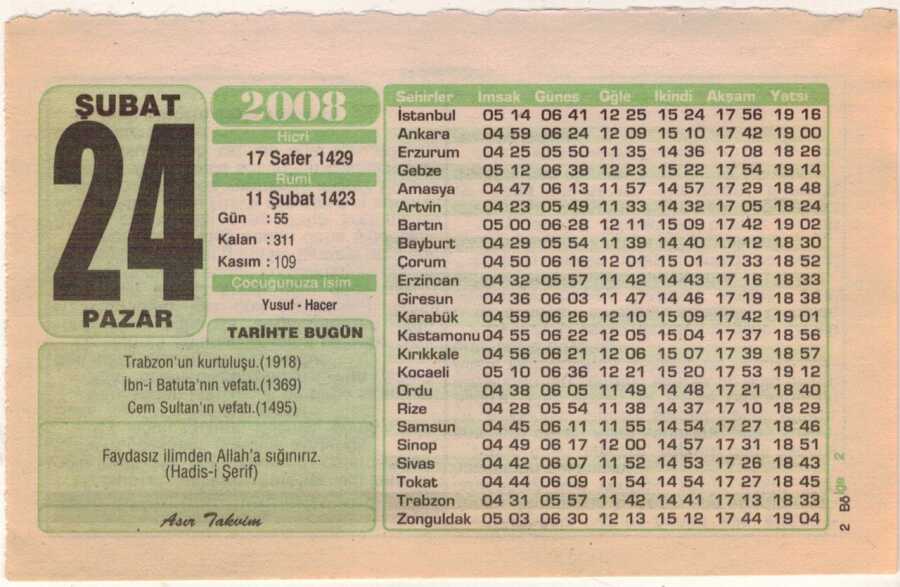 ŞUBAT
24
PAZAR
2008
Hicri
17 Safer 1429
Rumi
11 Şubat 1423
Gün : 55
Kalan : 311
Kasım : 109
Çocuğunuza İsim
Yusuf - Hacer
TARİHTE BUGÜN
Trabzon'un kurtuluşu.(1918)
İbn-i Batuta'nın vefatı.(1369)
Cem Sultan'ın vefatı.(1495)
Faydasız ilimden Allah'a sığınırız.
(Hadis-i Şerif)
Asır Takvim
Şehirler İmsak Güneş Öğle İkindi Akşam Yatsı
İstanbul 05 14 06 41 12 25 15 24 17 56 19 16
Ankara 04 59 06 24 12 09 15 10 17 42 19 00
Erzurum 04 25 05 50 11 35 14 36 17 08 18 26
Gebze 05 12 06 38 12 23 15 22 17 54 19 14
Amasya 04 47 06 13 11 57 14 57 17 29 18 48
Artvin 04 23 05 49 11 33 14 32 17 05 18 24
Bartın 05 00 06 28 12 11 15 09 17 42 19 02
Bayburt 04 29 05 54 11 39 14 40 17 12 18 30
Çorum 04 50 06 16 12 01 15 01 17 33 18 52
Erzincan 04 32 05 57 11 42 14 43 17 16 18 33
Giresun 04 36 06 03 11 47 14 46 17 19 18 38
Karabük 04 59 06 26 12 10 15 09 17 42 19 01
Kastamonu 04 55 06 22 12 05 15 04 17 37 18 56
Kırıkkale 04 56 06 21 12 06 15 07 17 39 18 57
Kocaeli 05 10 06 36 12 21 15 20 17 53 19 12
Ordu 04 38 06 05 11 49 14 48 17 21 18 40
Rize 04 28 05 54 11 38 14 37 17 10 18 29
Samsun 04 45 06 11 11 55 14 54 17 27 18 46
Sinop 04 49 06 17 12 00 14 57 17 31 18 51
Sivas 04 42 06 07 11 52 14 53 17 26 18 43
Tokat 04 44 06 09 11 54 14 54 17 27 18 45
Trabzon 04 31 05 57 11 42 14 41 17 13 18 33
Zonguldak 05 03 06 30 12 13 15 12 17 44 19 04
2 Bölge 2